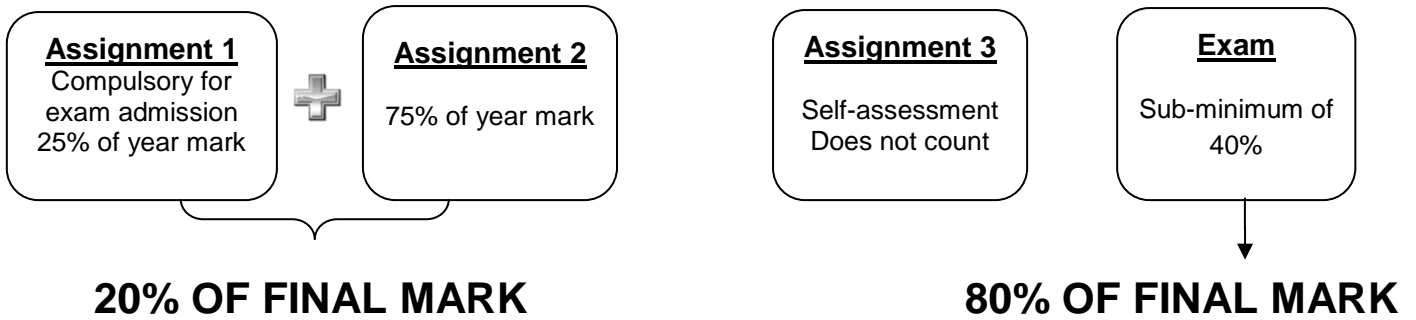 Assignment 1
Compulsory for
exam admission
25% of year mark
Assignment 2
75% of year mark
20% OF FINAL MARK
Assignment 3
Self-assessment
Does not count
Exam
Sub-minimum of
40%
80% OF FINAL MARK